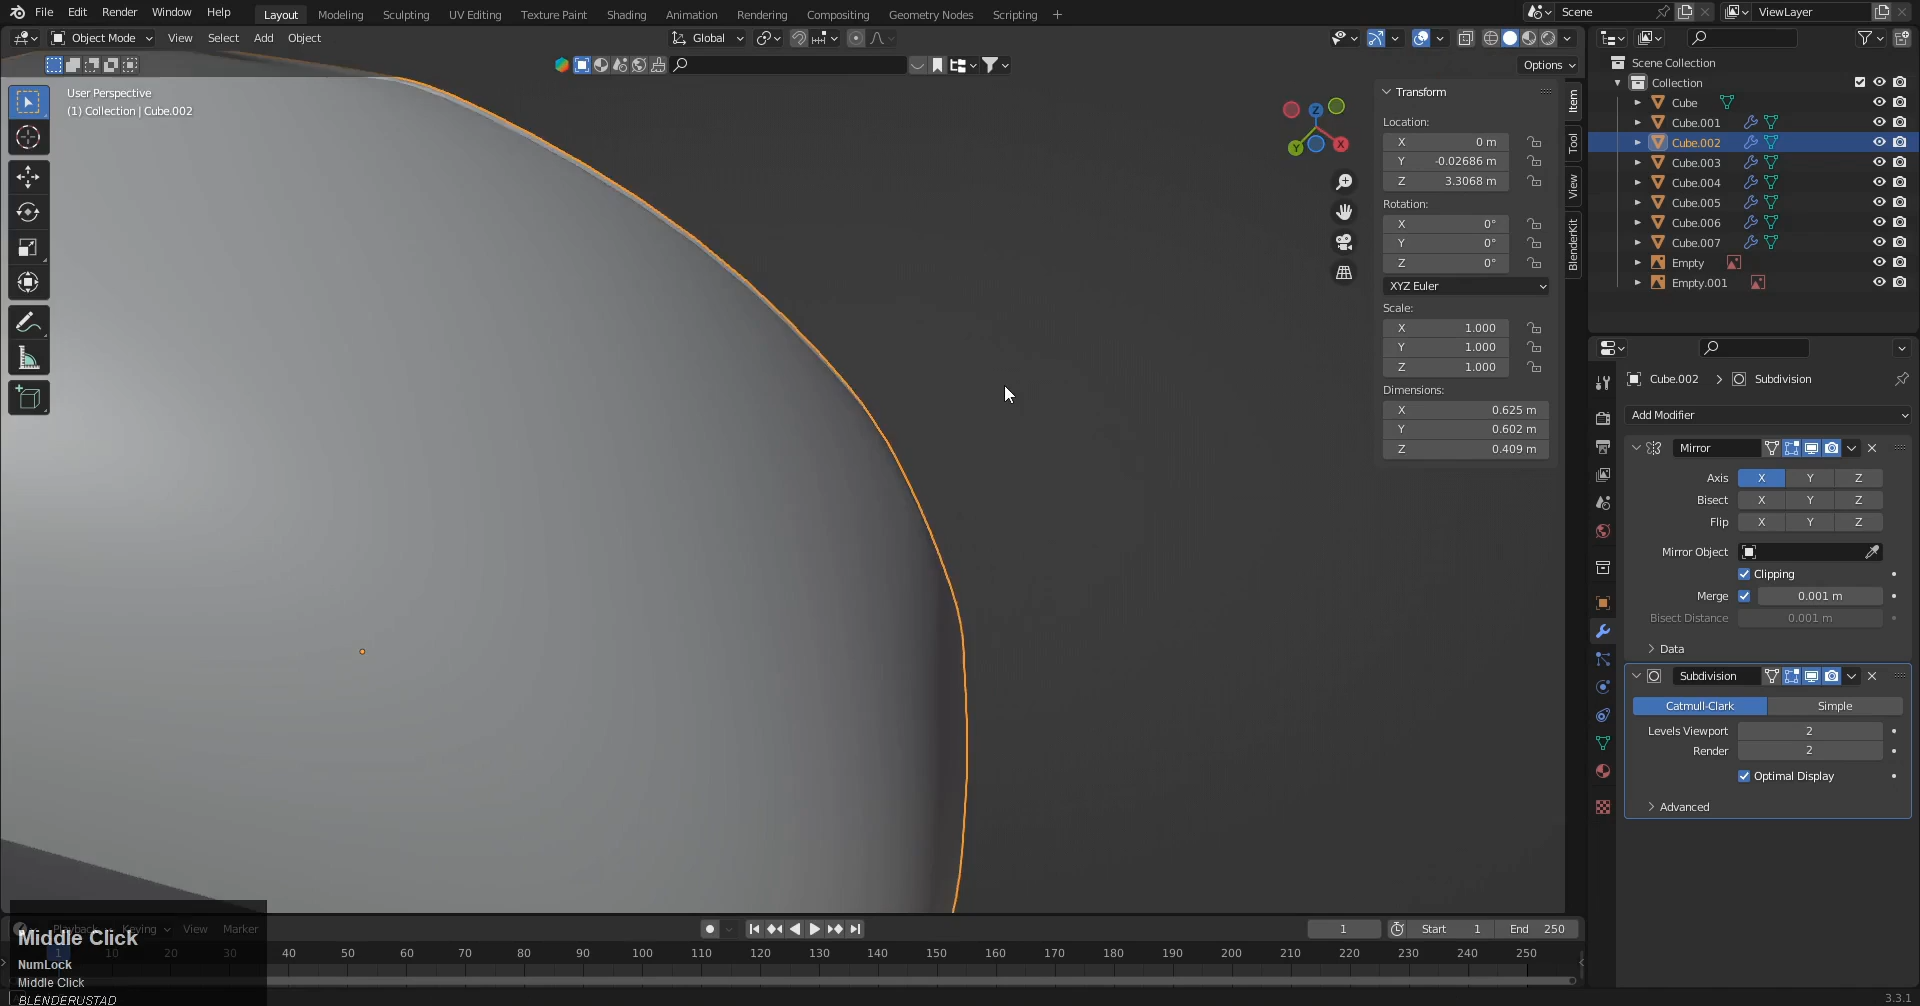 File Edit Render Window Help Layout Modeling Sculpting UV Editing Texture Paint Shading Animation Rendering Compositing Geometry Nodes Scripting + Scene ViewLayer
Object Mode View Select Add Object Global
Options
User Perspective
(1) Collection | Cube.002
Transform
Location:
X 0 m
Y -0.02686 m
Z 3.3068 m
Rotation:
X 0°
Y 0°
Z 0°
XYZ Euler
Scale:
X 1.000
Y 1.000
Z 1.000
Dimensions:
X 0.625 m
Y 0.602 m
Z 0.409 m
Item
Tool
View
BlenderKit
Z
Y
X
Scene Collection
Collection
Cube
Cube.001
Cube.002
Cube.003
Cube.004
Cube.005
Cube.006
Cube.007
Empty
Empty.001
Cube.002 > Subdivision
Add Modifier
Mirror
Axis X Y Z
Bisect X Y Z
Flip X Y Z
Mirror Object
Clipping
Merge 0.001 m
Bisect Distance 0.001 m
Data
Subdivision
Catmull-Clark Simple
Levels Viewport 2
Render 2
Optimal Display
Advanced
Playback Keying View Marker 1 Start 1 End 250
1 10 20 30 40 50 60 70 80 90 100 110 120 130 140 150 160 170 180 190 200 210 220 230 240 250
Middle Click
NumLock
Middle Click
BLENDERUSTAD
3.3.1